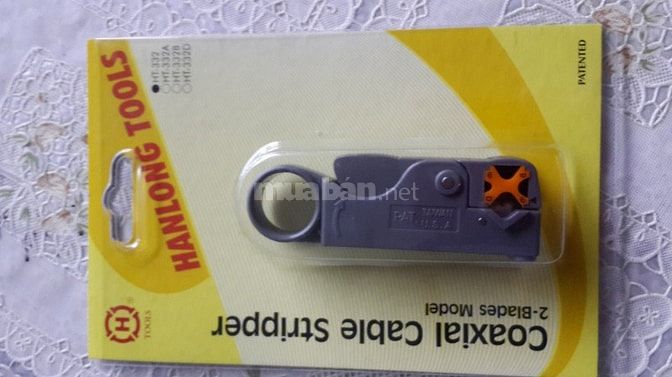 Coaxial Cable Stripper
2-Blades Model
H
®
TOOLS
HANLONG TOOLS
HT-332
HT-332A
HT-332B
HT-332D
PATENTED
PAT. TAIWAN
U.S.A
muaban.net